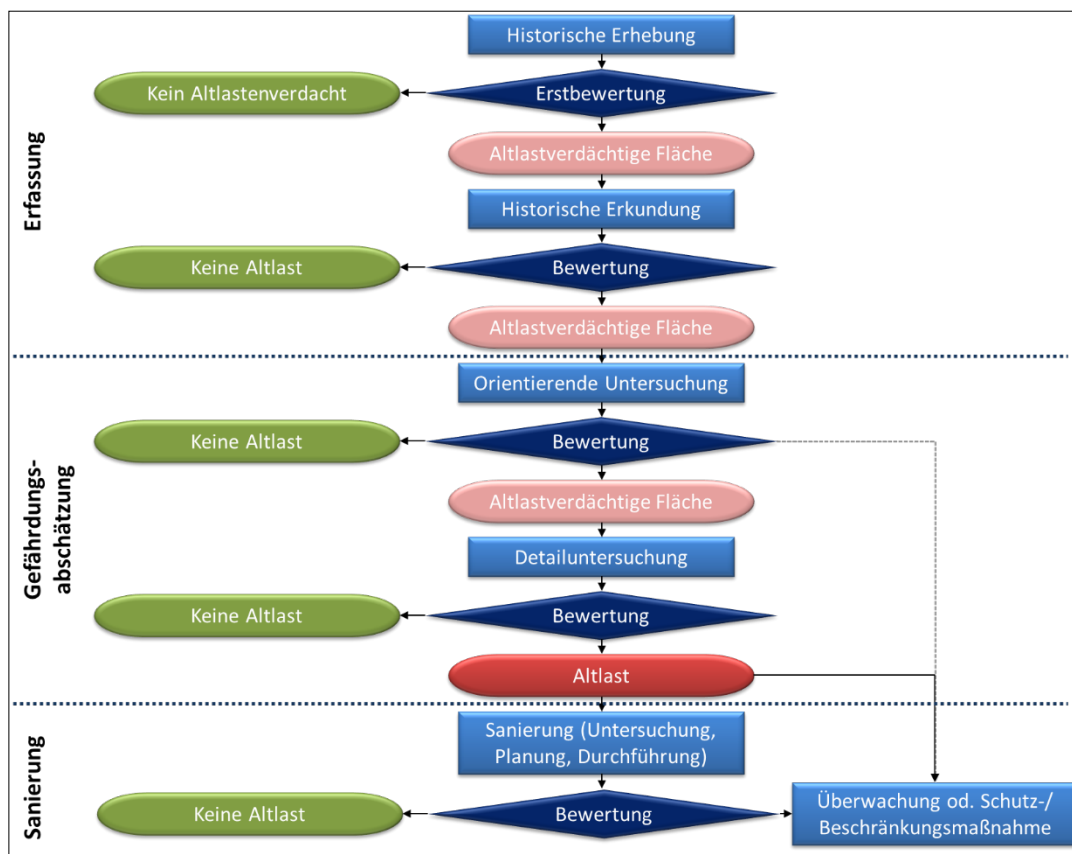 Erfassung
Historische Erhebung
Kein Altlastenverdacht
Erstbewertung
Altlastverdächtige Fläche
Historische Erkundung
Keine Altlast
Bewertung
Altlastverdächtige Fläche
Gefährdungs-
abschätzung
Orientierende Untersuchung
Keine Altlast
Bewertung
Altlastverdächtige Fläche
Detailuntersuchung
Keine Altlast
Bewertung
Altlast
Sanierung
Sanierung (Untersuchung,
Planung, Durchführung)
Keine Altlast
Bewertung
Überwachung od. Schutz-/
Beschränkungsmaßnahme